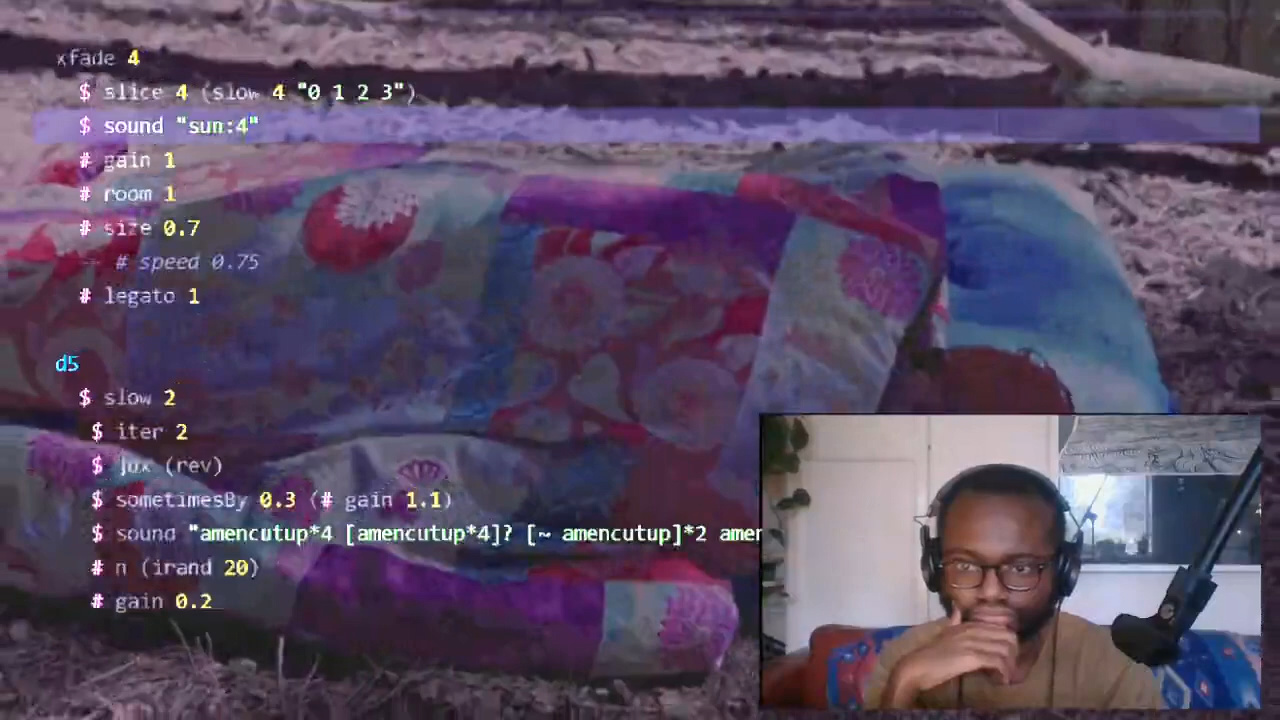 xfade 4
$ slice 4 (slow 4 "0 1 2 3")
$ sound "sun:4"
# gain 1
# room 1
# size 0.7
-- # speed 0.75
# legato 1
d5
$ slow 2
$ iter 2
$ jux (rev)
$ sometimesBy 0.3 (# gain 1.1)
$ sound "amencutup*4 [amencutup*4]? [~ amencutup]*2 amen
# n (irand 20)
# gain 0.2